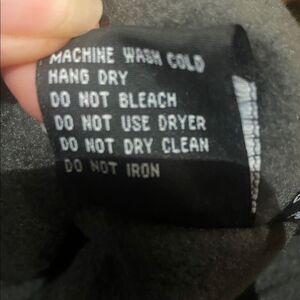 MACHINE WASH COLD
HANG DRY
DO NOT BLEACH
DO NOT USE DRYER
DO NOT DRY CLEAN
DO NOT IRON